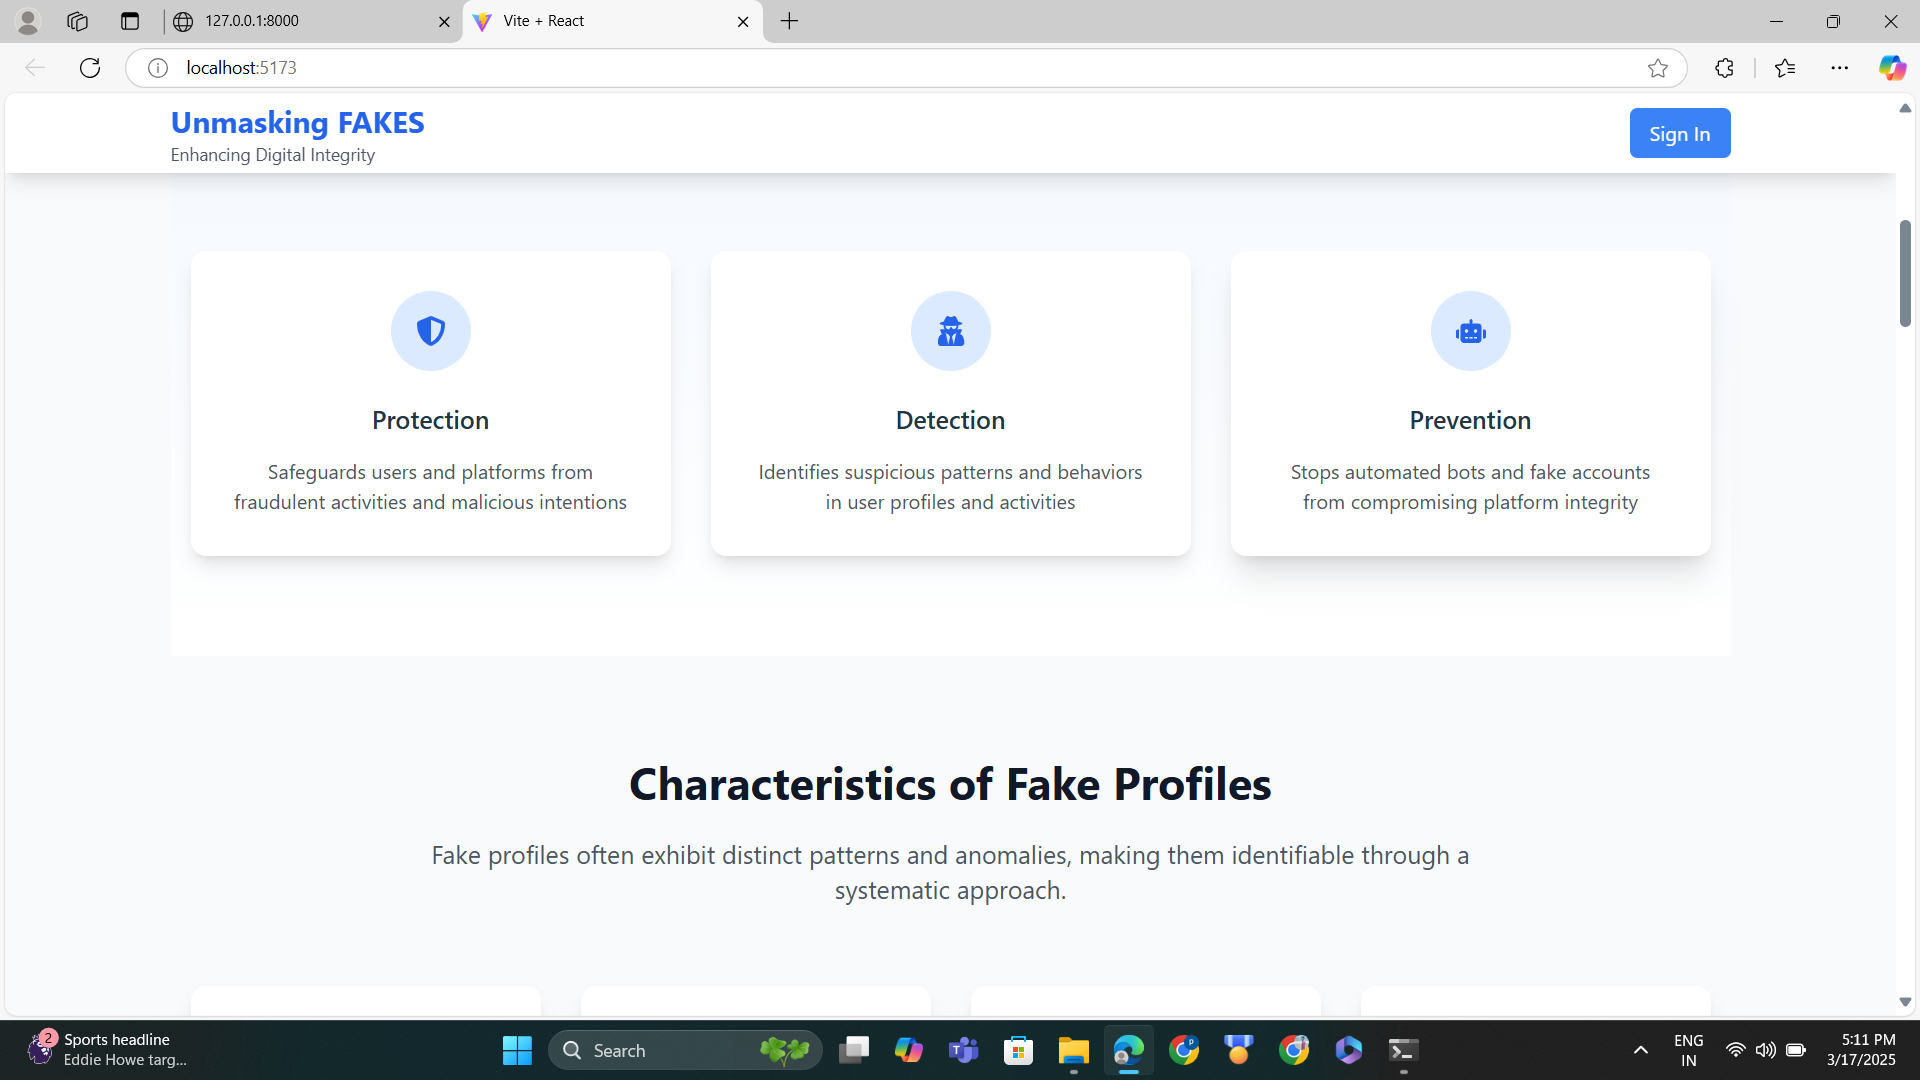 127.0.0.1:8000
Vite + React
localhost:5173
Unmasking FAKES
Enhancing Digital Integrity
Sign In
Protection
Safeguards users and platforms from
fraudulent activities and malicious intentions
Detection
Identifies suspicious patterns and behaviors
in user profiles and activities
Prevention
Stops automated bots and fake accounts
from compromising platform integrity
Characteristics of Fake Profiles
Fake profiles often exhibit distinct patterns and anomalies, making them identifiable through a
systematic approach.
2
Sports headline
Eddie Howe targ...
Search
ENG
IN
5:11 PM
3/17/2025